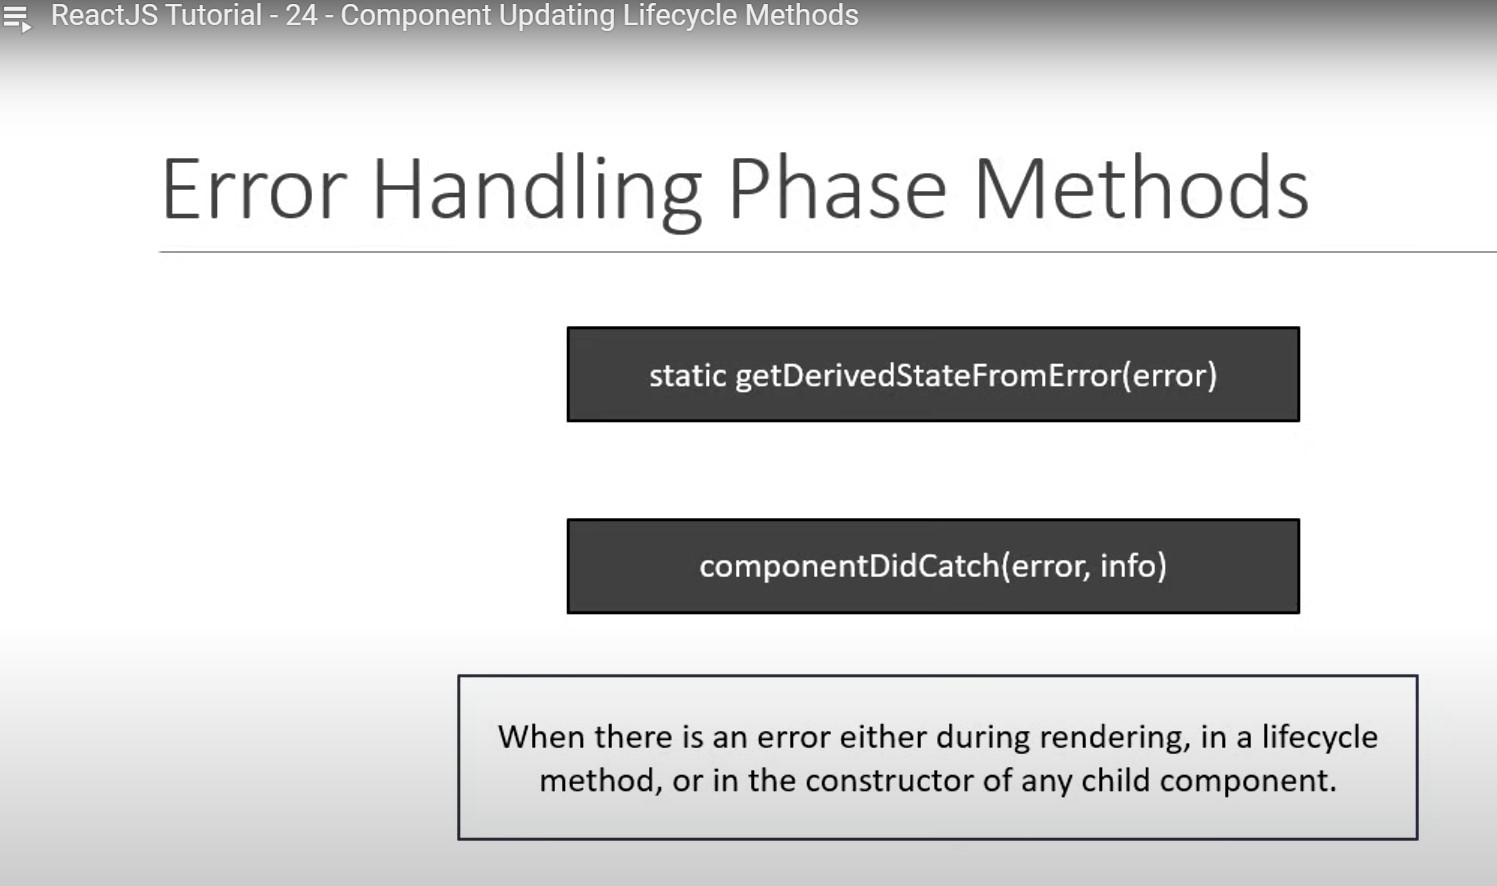 ReactJS Tutorial - 24 - Component Updating Lifecycle Methods
Error Handling Phase Methods
static getDerivedStateFromError(error)
componentDidCatch(error, info)
When there is an error either during rendering, in a lifecycle
method, or in the constructor of any child component.